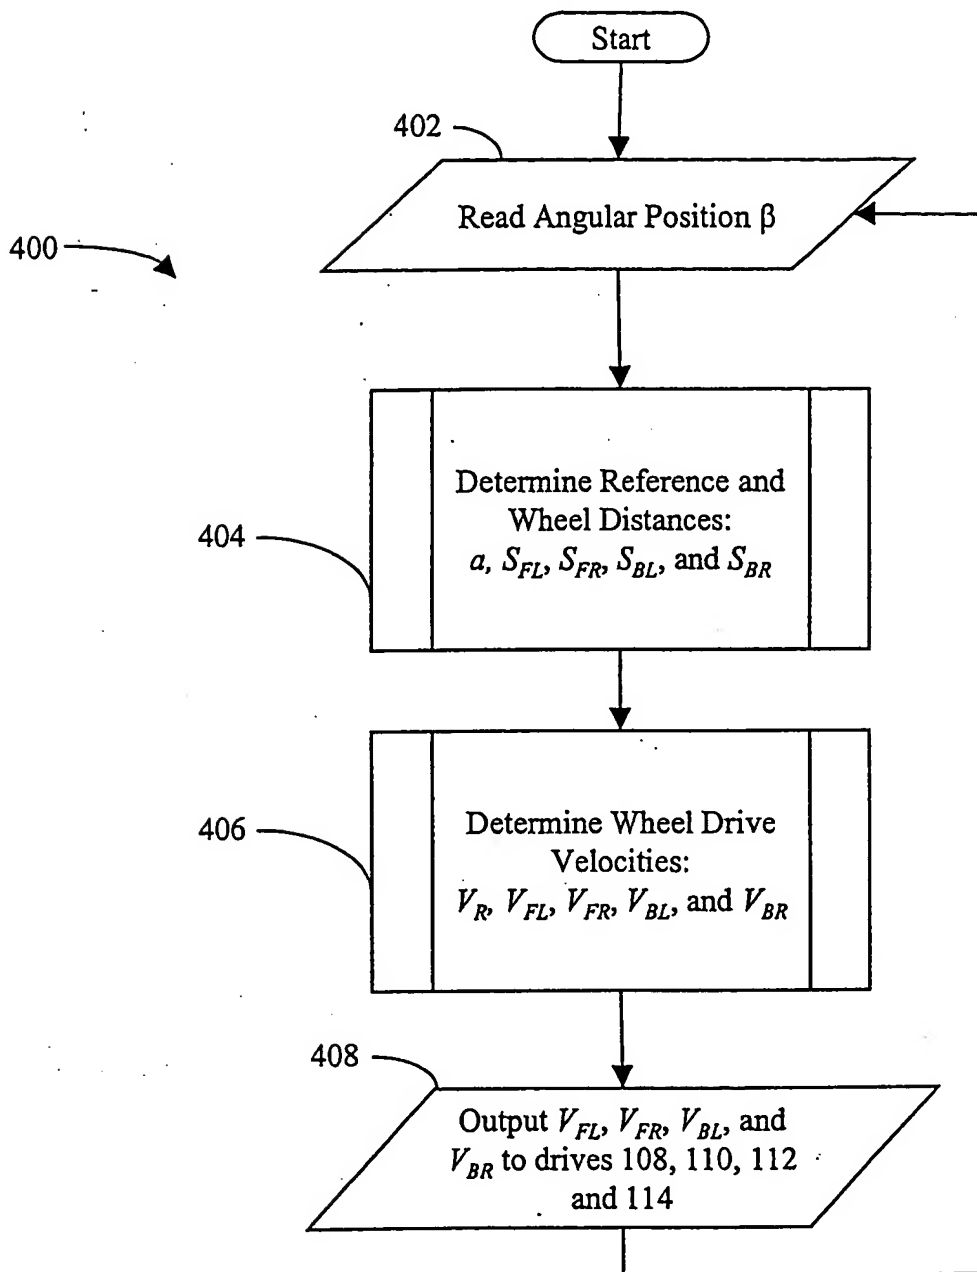 Start
402
Read Angular Position β
400
Determine Reference and
Wheel Distances:
a, S_FL, S_FR, S_BL, and S_BR
404
Determine Wheel Drive
Velocities:
V_R, V_FL, V_FR, V_BL, and V_BR
406
408
Output V_FL, V_FR, V_BL, and
V_BR to drives 108, 110, 112
and 114